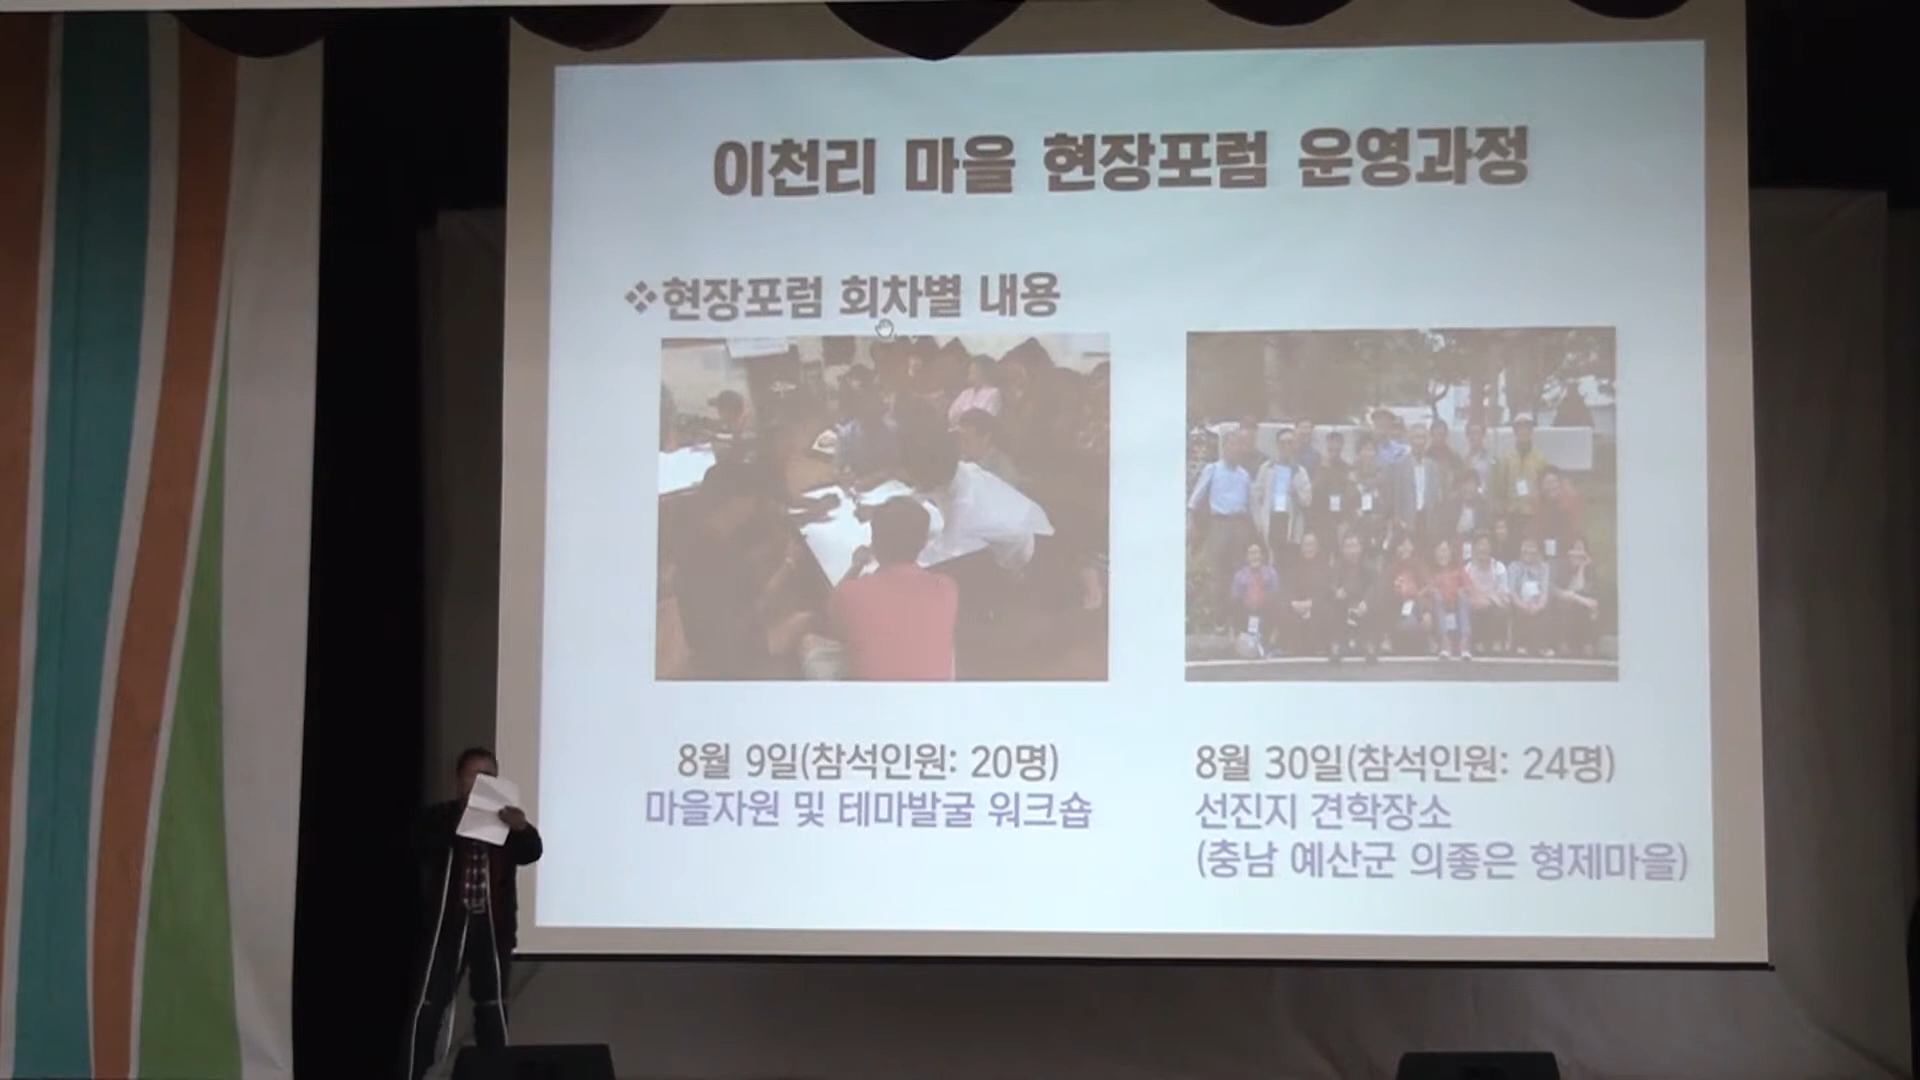 이천리 마을 현장포럼 운영과정
❖현장포럼 회차별 내용
8월 9일(참석인원: 20명)
마을자원 및 테마발굴 워크숍
8월 30일(참석인원: 24명)
선진지 견학장소
(충남 예산군 의좋은 형제마을)